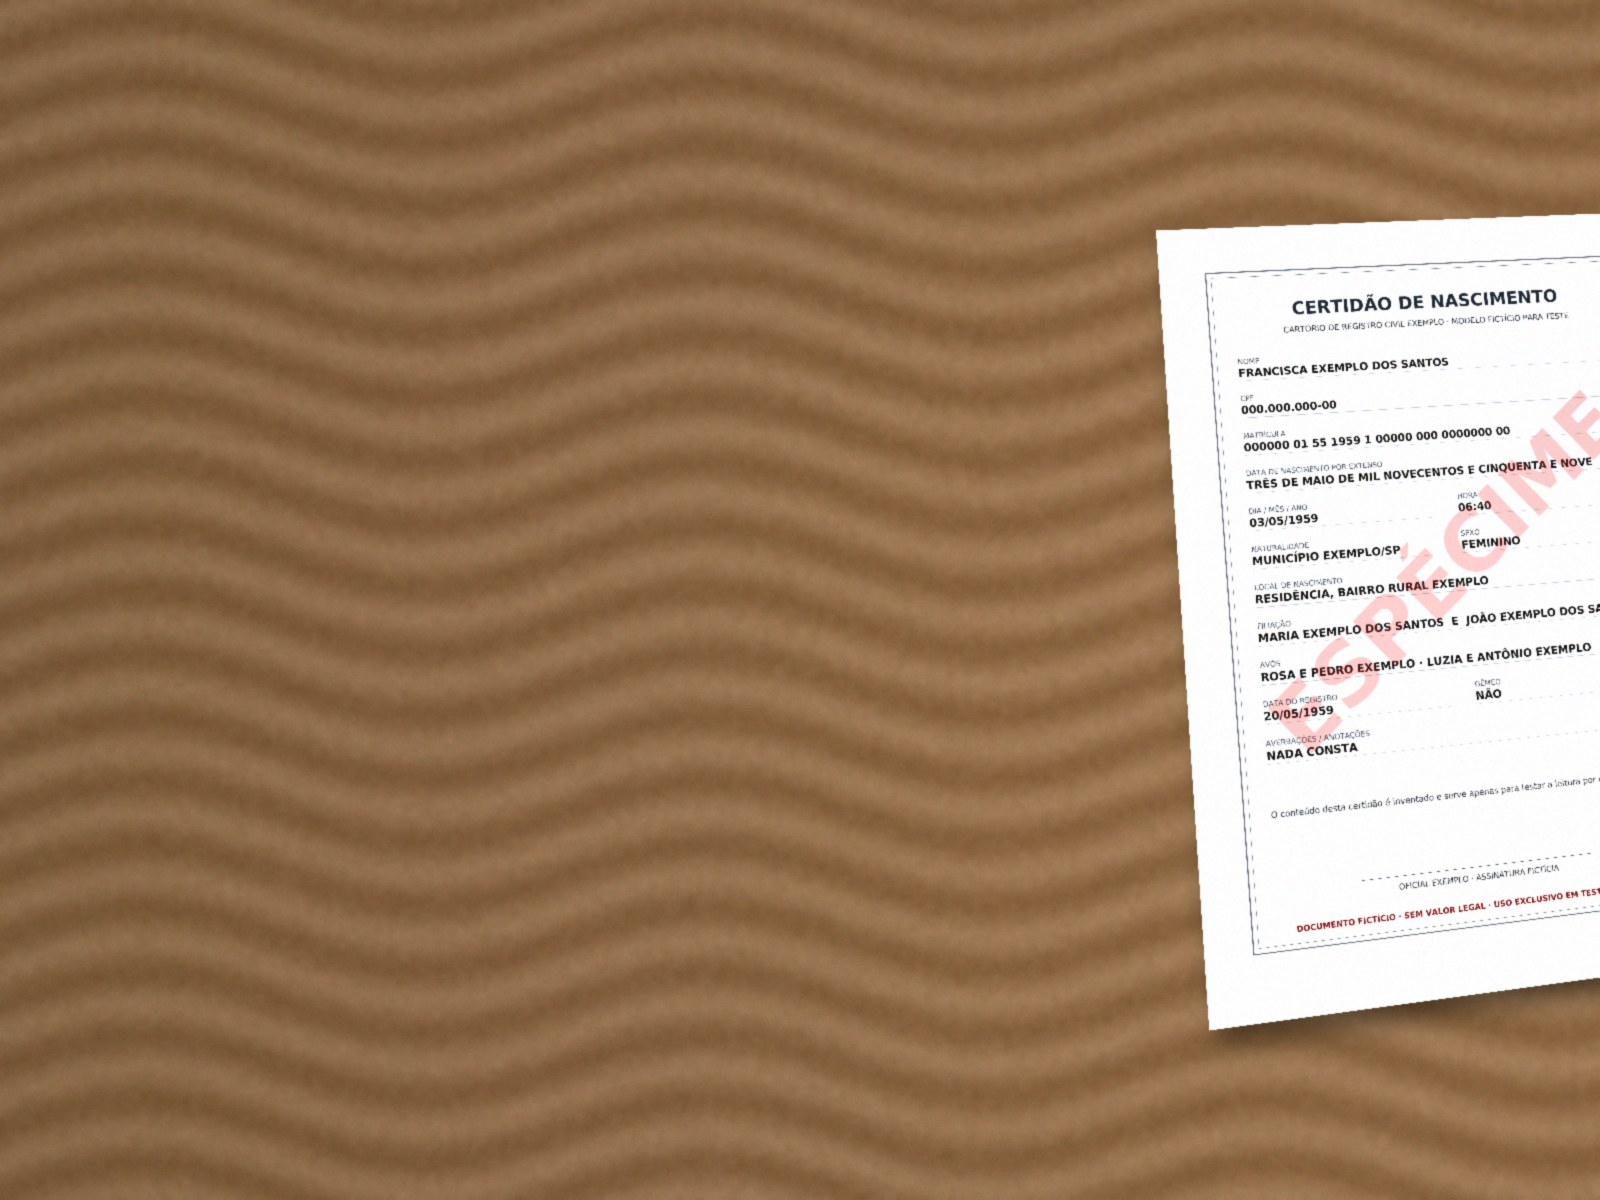 CERTIDÃO DE NASCIMENTO
CARTÓRIO DE REGISTRO CIVIL EXEMPLO · MODELO FICTÍCIO PARA TESTE
NOME
FRANCISCA EXEMPLO DOS SANTOS
CPF
000.000.000-00
MATRÍCULA
000000 01 55 1959 1 00000 000 0000000 00
DATA DE NASCIMENTO POR EXTENSO
TRÊS DE MAIO DE MIL NOVECENTOS E CINQUENTA E NOVE
DIA / MÊS / ANO HORA
03/05/1959 06:40
NATURALIDADE SEXO
MUNICÍPIO EXEMPLO/SP FEMININO
LOCAL DE NASCIMENTO
RESIDÊNCIA, BAIRRO RURAL EXEMPLO
FILIAÇÃO
MARIA EXEMPLO DOS SANTOS E JOÃO EXEMPLO DOS
AVÓS
ROSA E PEDRO EXEMPLO · LUZIA E ANTÔNIO EXEMPLO
DATA DO REGISTRO GÊMEO
20/05/1959 NÃO
AVERBAÇÕES / ANOTAÇÕES
NADA CONSTA
O conteúdo desta certidão é inventado e serve apenas para testar a leitura por
OFICIAL EXEMPLO · ASSINATURA FICTÍCIA
DOCUMENTO FICTÍCIO · SEM VALOR LEGAL · USO EXCLUSIVO EM
ESPÉCIME